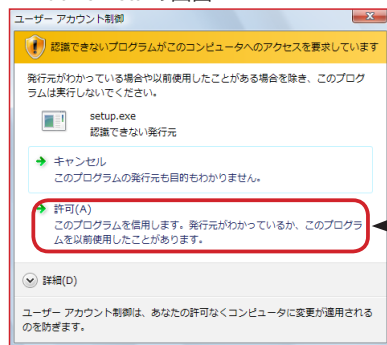 ユーザー アカウント制御
認識できないプログラムがこのコンピュータへのアクセスを要求しています
発行元がわかっている場合や以前使用したことがある場合を除き、このプログ
ラムは実行しないでください。
setup.exe
認識できない発行元
キャンセル
このプログラムの発行元も目的もわかりません。
許可(A)
このプログラムを信用します。発行元がわかっているか、このプログラ
ムを以前使用したことがあります。
詳細(D)
ユーザー アカウント制御は、あなたの許可なくコンピュータに変更が適用される
のを防ぎます。